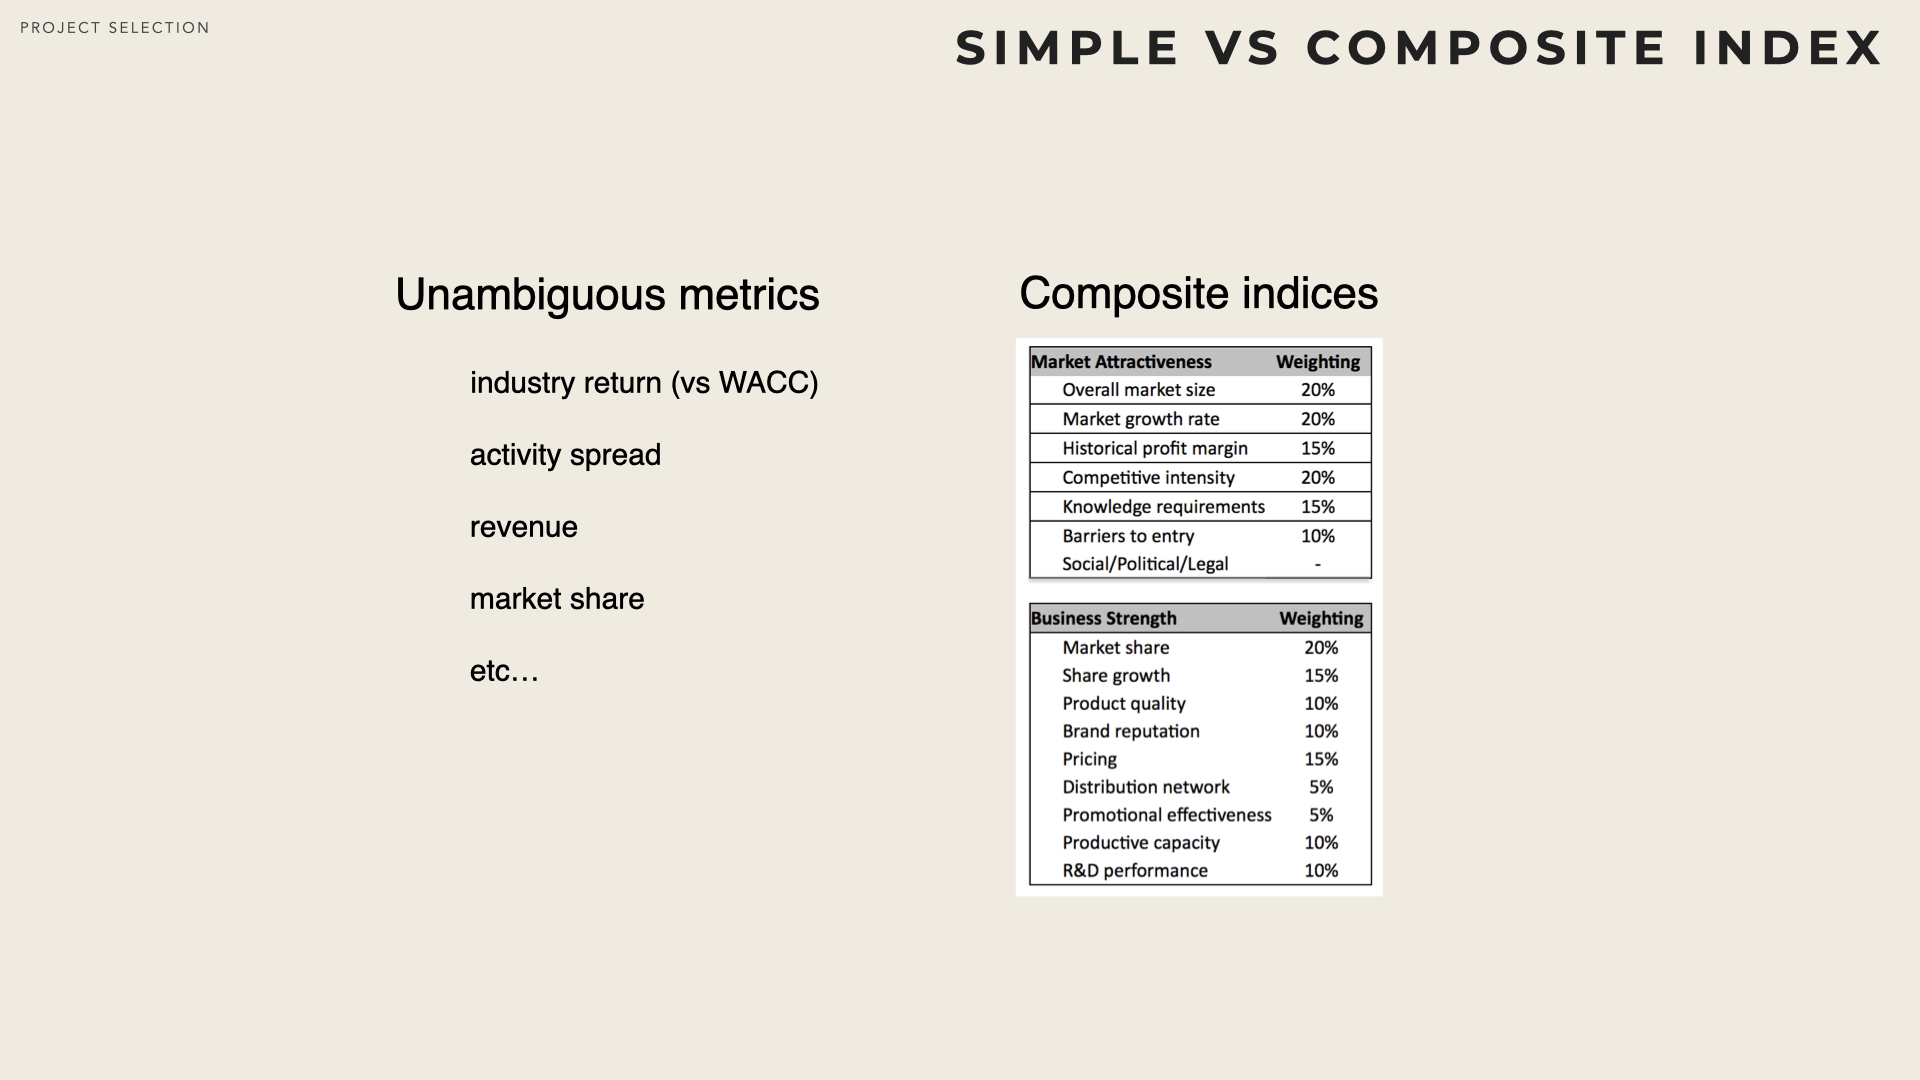 PROJECT SELECTION
SIMPLE VS COMPOSITE INDEX
Unambiguous metrics
industry return (vs WACC)
activity spread
revenue
market share
etc…
Composite indices
Market Attractiveness Weighting
Overall market size 20%
Market growth rate 20%
Historical profit margin 15%
Competitive intensity 20%
Knowledge requirements 15%
Barriers to entry 10%
Social/Political/Legal -
Business Strength Weighting
Market share 20%
Share growth 15%
Product quality 10%
Brand reputation 10%
Pricing 15%
Distribution network 5%
Promotional effectiveness 5%
Productive capacity 10%
R&D performance 10%